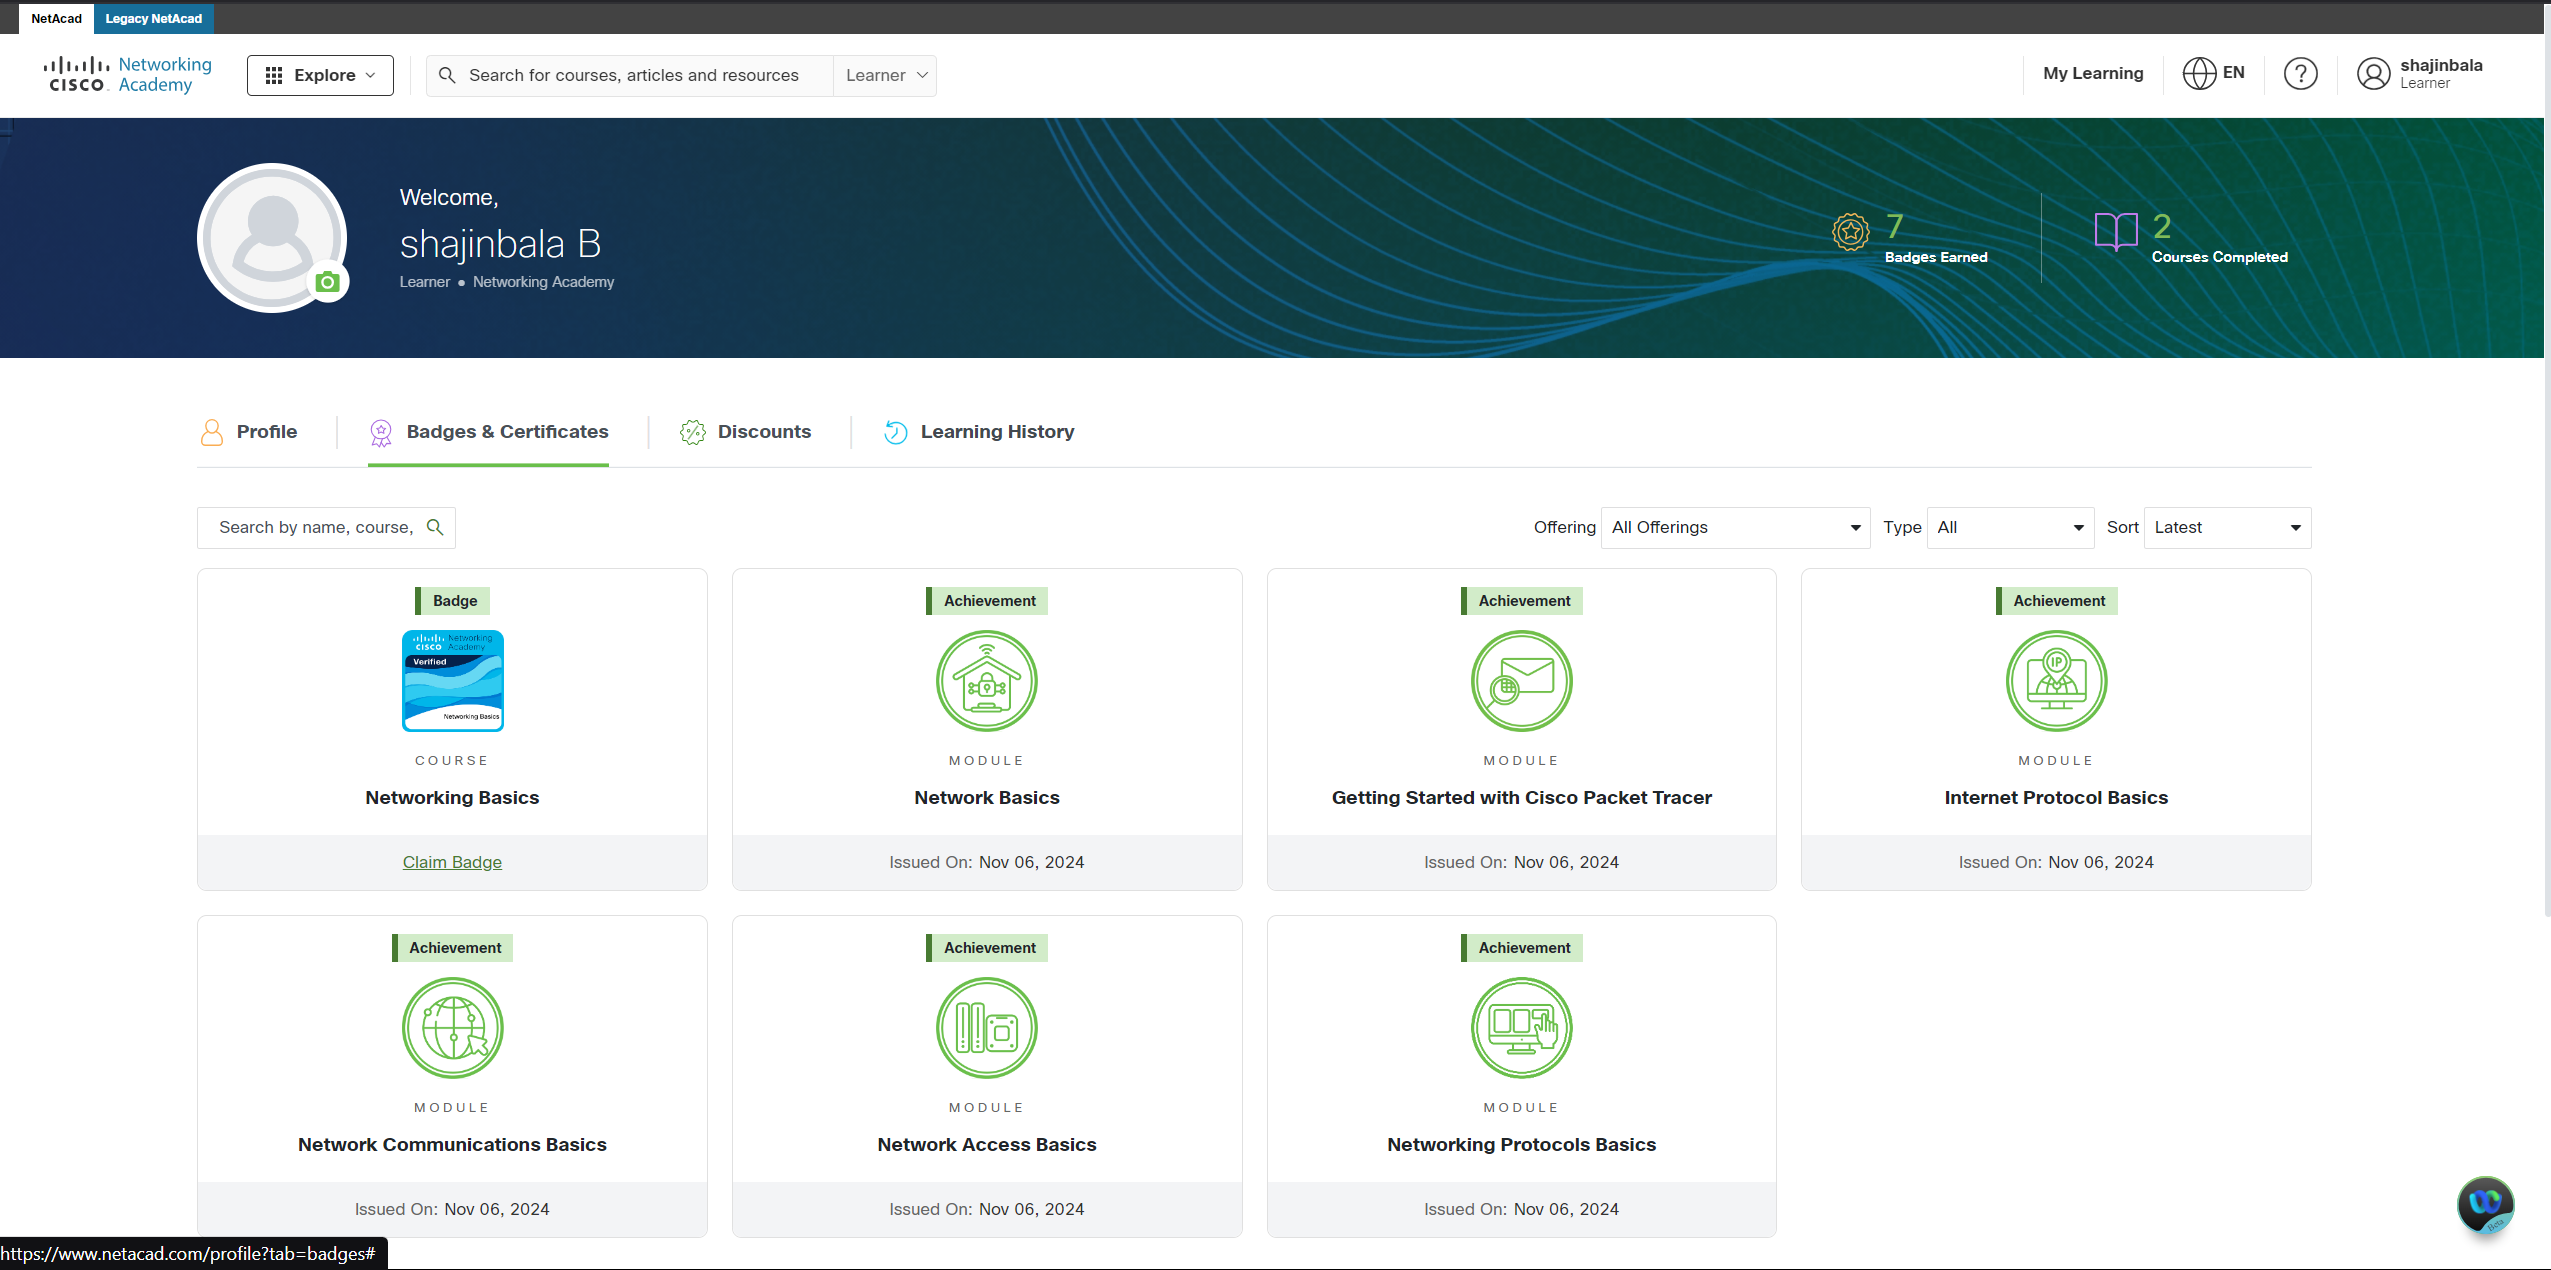 NetAcad
Legacy NetAcad
CISCO
Networking
Academy
Explore
Search for courses, articles and resources
Learner
My Learning
EN
?
shajinbala
Learner
Welcome,
shajinbala B
Learner • Networking Academy
7
Badges Earned
2
Courses Completed
Profile
Badges & Certificates
Discounts
Learning History
Search by name, course,
Offering
All Offerings
Type
All
Sort
Latest
Badge
CISCO
Networking
Academy
Verified
Networking Basics
COURSE
Networking Basics
Claim Badge
Achievement
MODULE
Network Basics
Issued On: Nov 06, 2024
Achievement
MODULE
Getting Started with Cisco Packet Tracer
Issued On: Nov 06, 2024
Achievement
IP
MODULE
Internet Protocol Basics
Issued On: Nov 06, 2024
Achievement
MODULE
Network Communications Basics
Issued On: Nov 06, 2024
Achievement
MODULE
Network Access Basics
Issued On: Nov 06, 2024
Achievement
MODULE
Networking Protocols Basics
Issued On: Nov 06, 2024
Beta
https://www.netacad.com/profile?tab=badges#